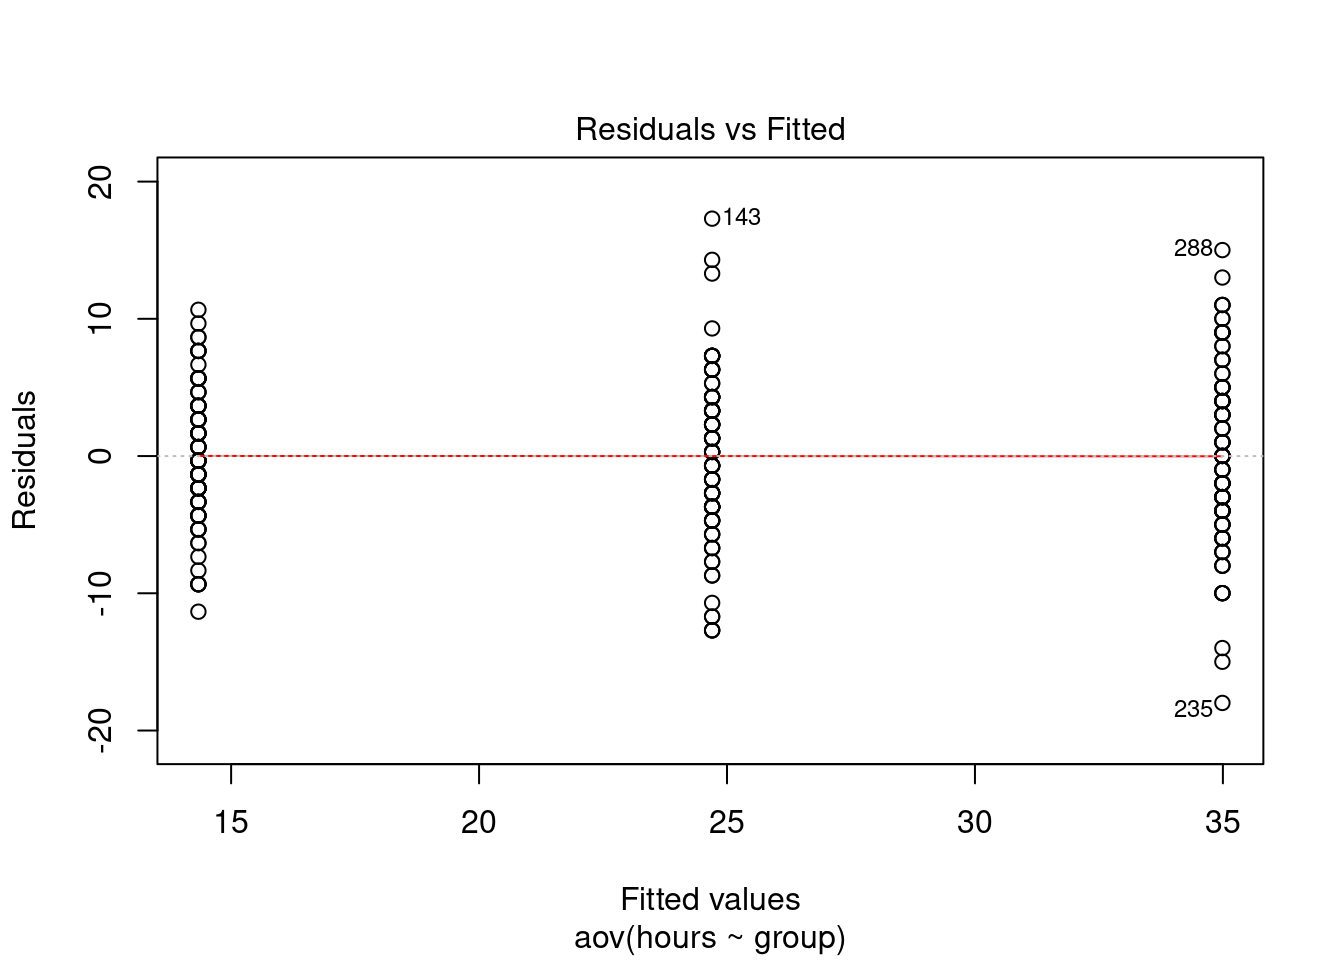 Residuals vs Fitted
Residuals
20
10
0
-10
-20
143
288
235
15 20 25 30 35
Fitted values
aov(hours ~ group)